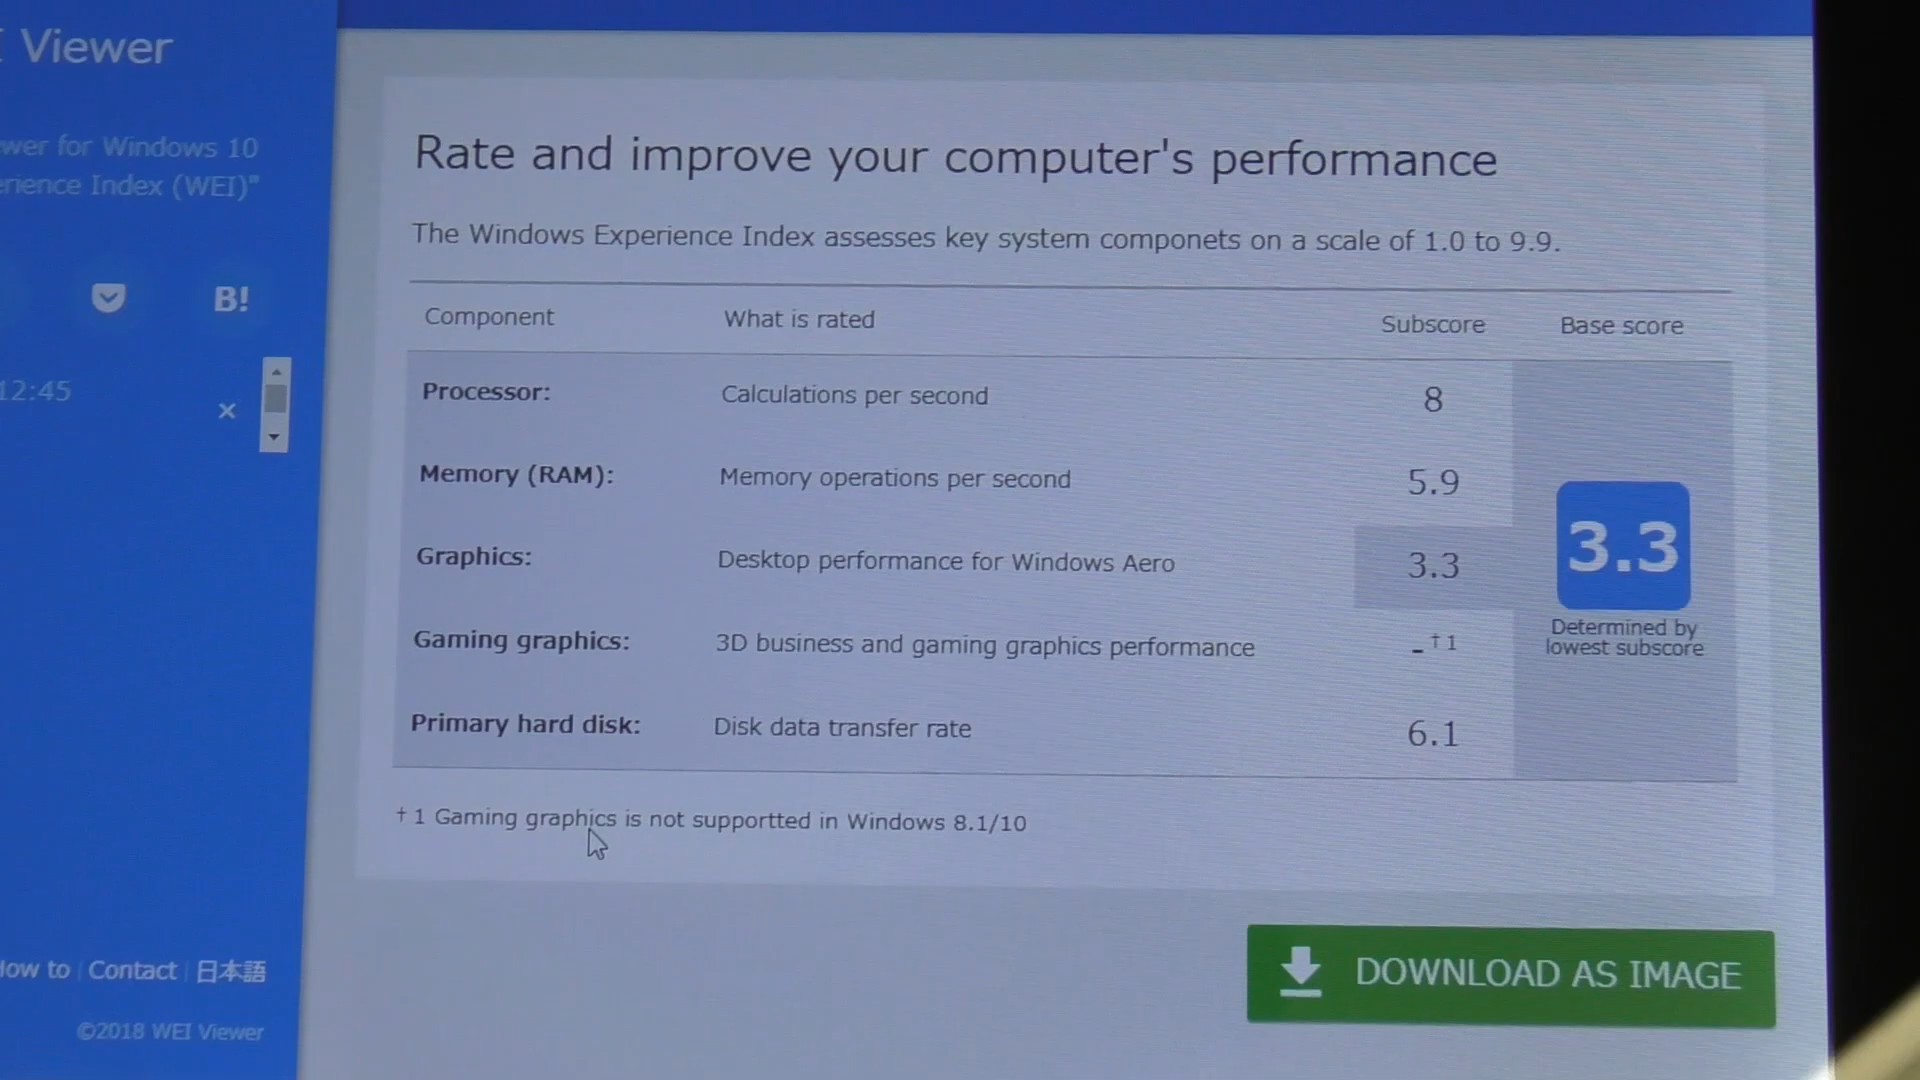 Viewer
wer for Windows 10
erience Index (WEI)"
B!
12:45
×
How to | Contact | 日本語
©2018 WEI Viewer
Rate and improve your computer's performance
The Windows Experience Index assesses key system componets on a scale of 1.0 to 9.9.
Component What is rated Subscore Base score
Processor: Calculations per second 8
Memory (RAM): Memory operations per second 5.9
Graphics: Desktop performance for Windows Aero 3.3
3.3
Determined by
lowest subscore
Gaming graphics: 3D business and gaming graphics performance -†1
Primary hard disk: Disk data transfer rate 6.1
†1 Gaming graphics is not supportted in Windows 8.1/10
DOWNLOAD AS IMAGE